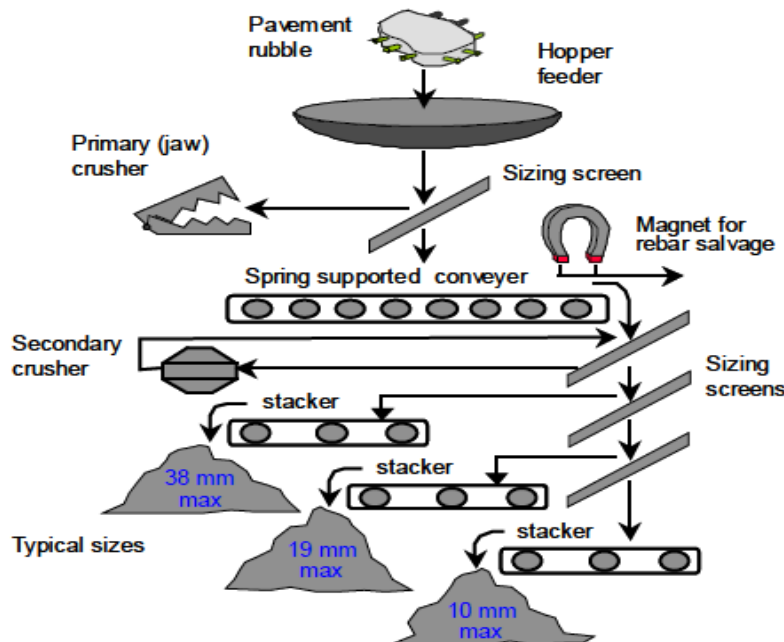 Pavement
rubble
Hopper
feeder
Primary (jaw)
crusher
Sizing screen
Magnet for
rebar salvage
Spring supported conveyer
Secondary
crusher
Sizing
screens
stacker
38 mm
max
stacker
Typical sizes
19 mm
max
stacker
10 mm
max